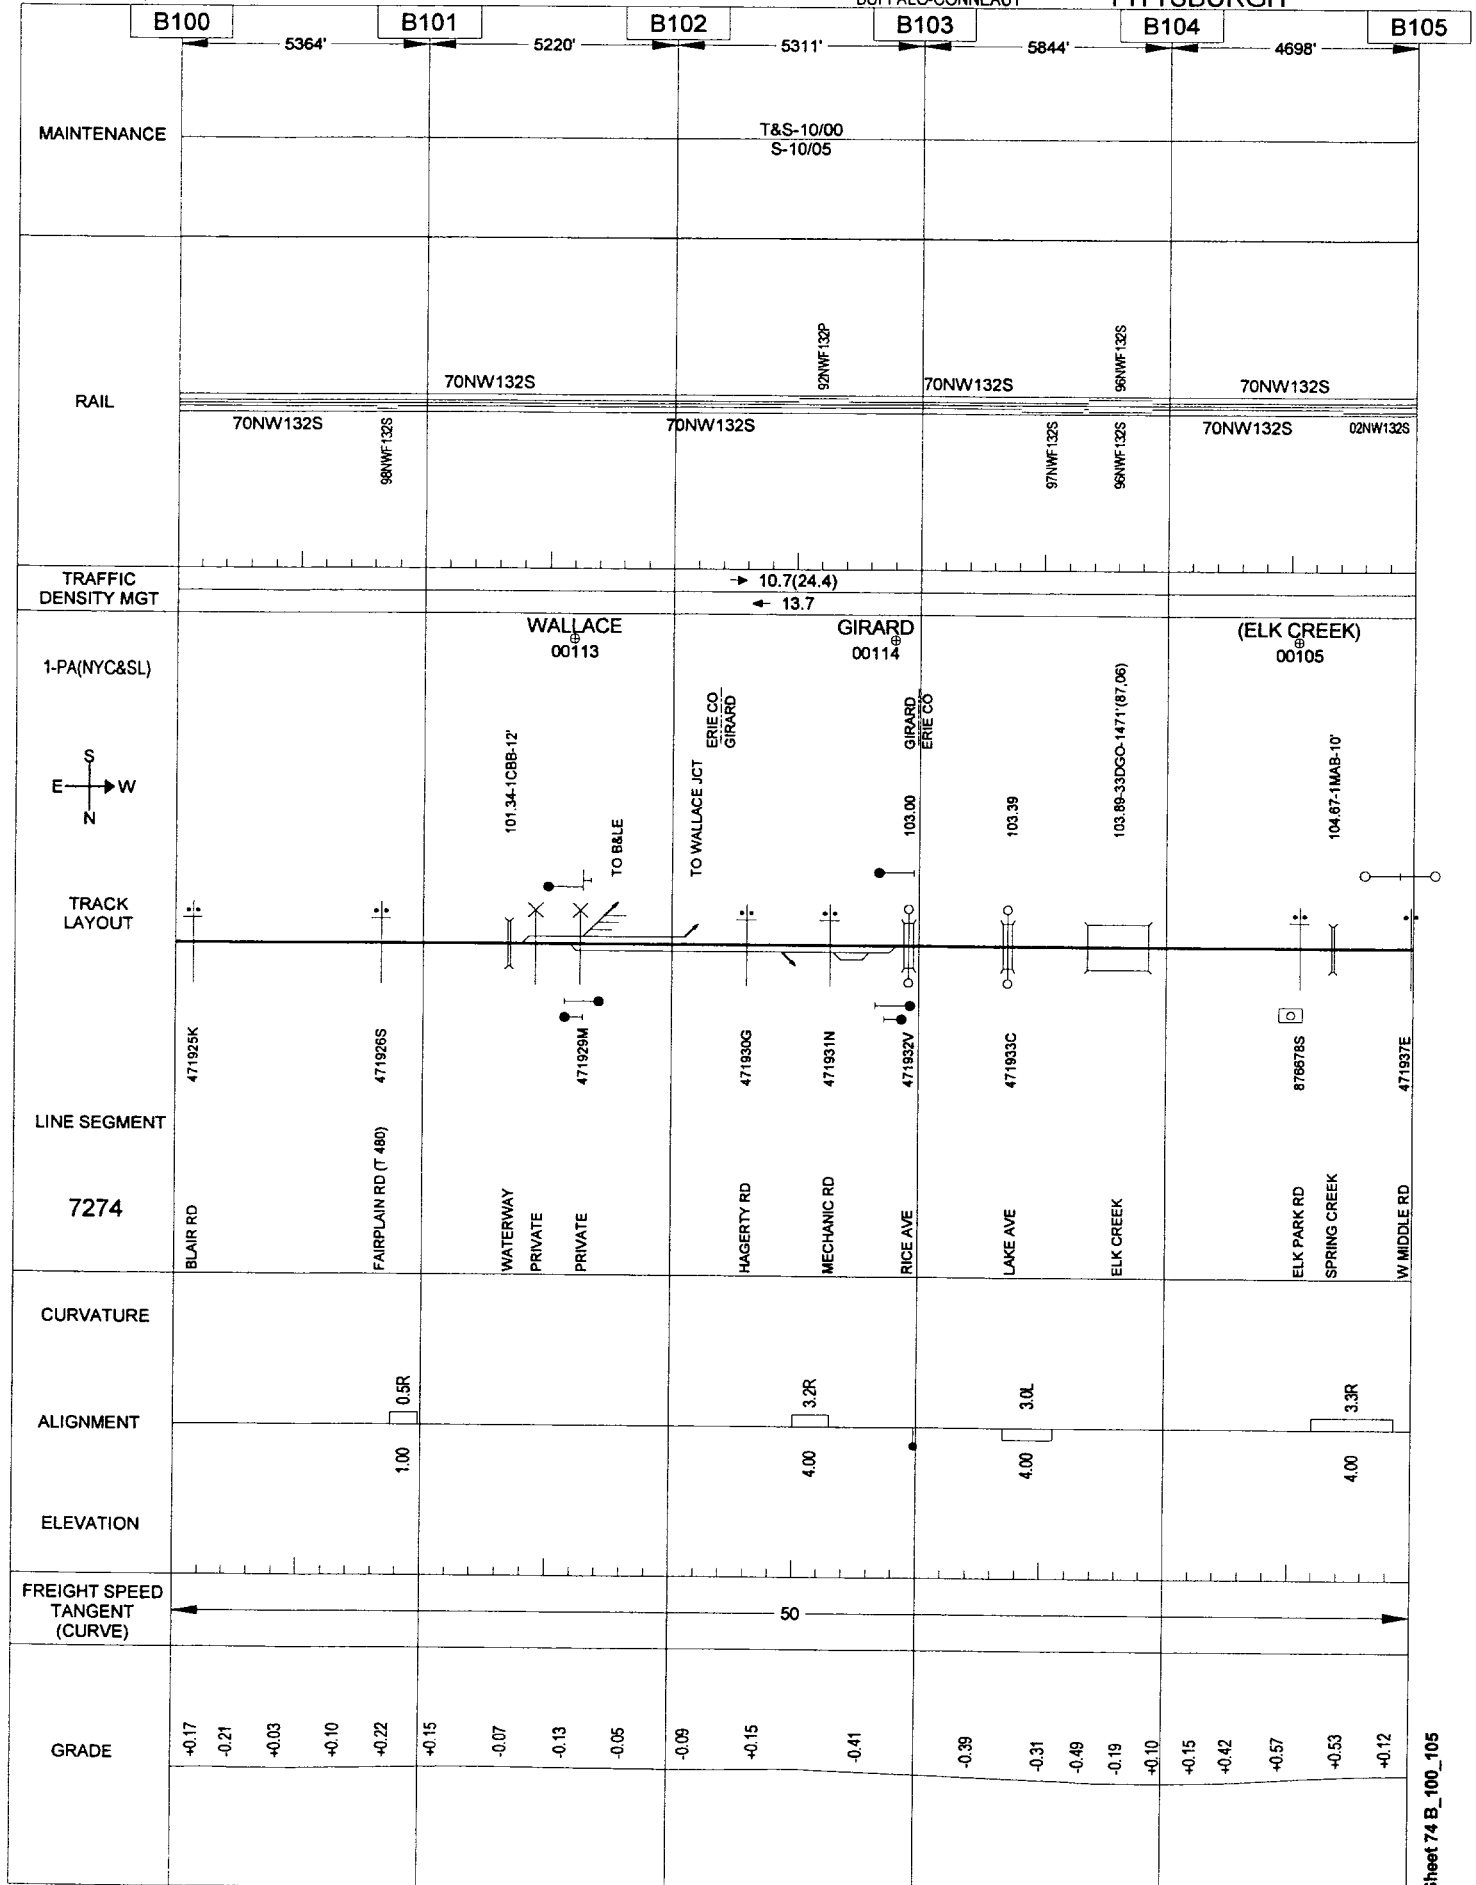 PITTSBURGH
B100
B101
B102
B103
B104
B105
5364'
5220'
5311'
5844'
4698'
MAINTENANCE
T&S-10/00
S-10/05
RAIL
92NWF132P
96NWF132S
70NW132S
70NW132S
70NW132S
70NW132S
98NWF132S
70NW132S
97NWF132S
96NWF132S
70NW132S
02NW132S
TRAFFIC
DENSITY MGT
10.7(24.4)
13.7
1-PA(NYC&SL)
WALLACE
00113
GIRARD
00114
(ELK CREEK)
00105
S
E
W
N
101.34-1CBB-12'
TO B&LE
TO WALLACE JCT
ERIE CO
GIRARD
GIRARD
ERIE CO
103.00
103.39
103.89-33DGO-1471'(87,06)
104.67-1MAB-10'
TRACK
LAYOUT
471925K
471926S
471929M
471930G
471931N
471932V
471933C
876678S
471937E
LINE SEGMENT
7274
BLAIR RD
FAIRPLAIN RD (T 480)
WATERWAY
PRIVATE
PRIVATE
HAGERTY RD
MECHANIC RD
RICE AVE
LAKE AVE
ELK CREEK
ELK PARK RD
SPRING CREEK
W MIDDLE RD
CURVATURE
ALIGNMENT
0.5R
3.2R
3.0L
3.3R
1.00
4.00
4.00
4.00
ELEVATION
FREIGHT SPEED
TANGENT
(CURVE)
50
GRADE
+0.17
-0.21
+0.03
+0.10
+0.22
+0.15
-0.07
-0.13
-0.05
-0.09
+0.15
-0.41
-0.39
-0.31
-0.49
-0.19
+0.10
+0.15
+0.42
+0.57
+0.53
+0.12
Sheet 74 B_100_105